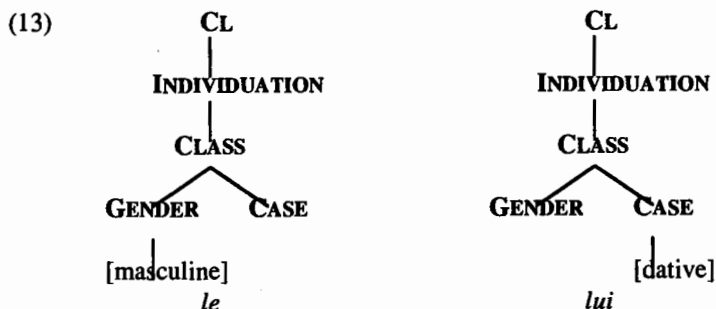 (13) CL CL
INDIVIDUATION INDIVIDUATION
CLASS CLASS
GENDER CASE GENDER CASE
[masculine] [dative]
le lui